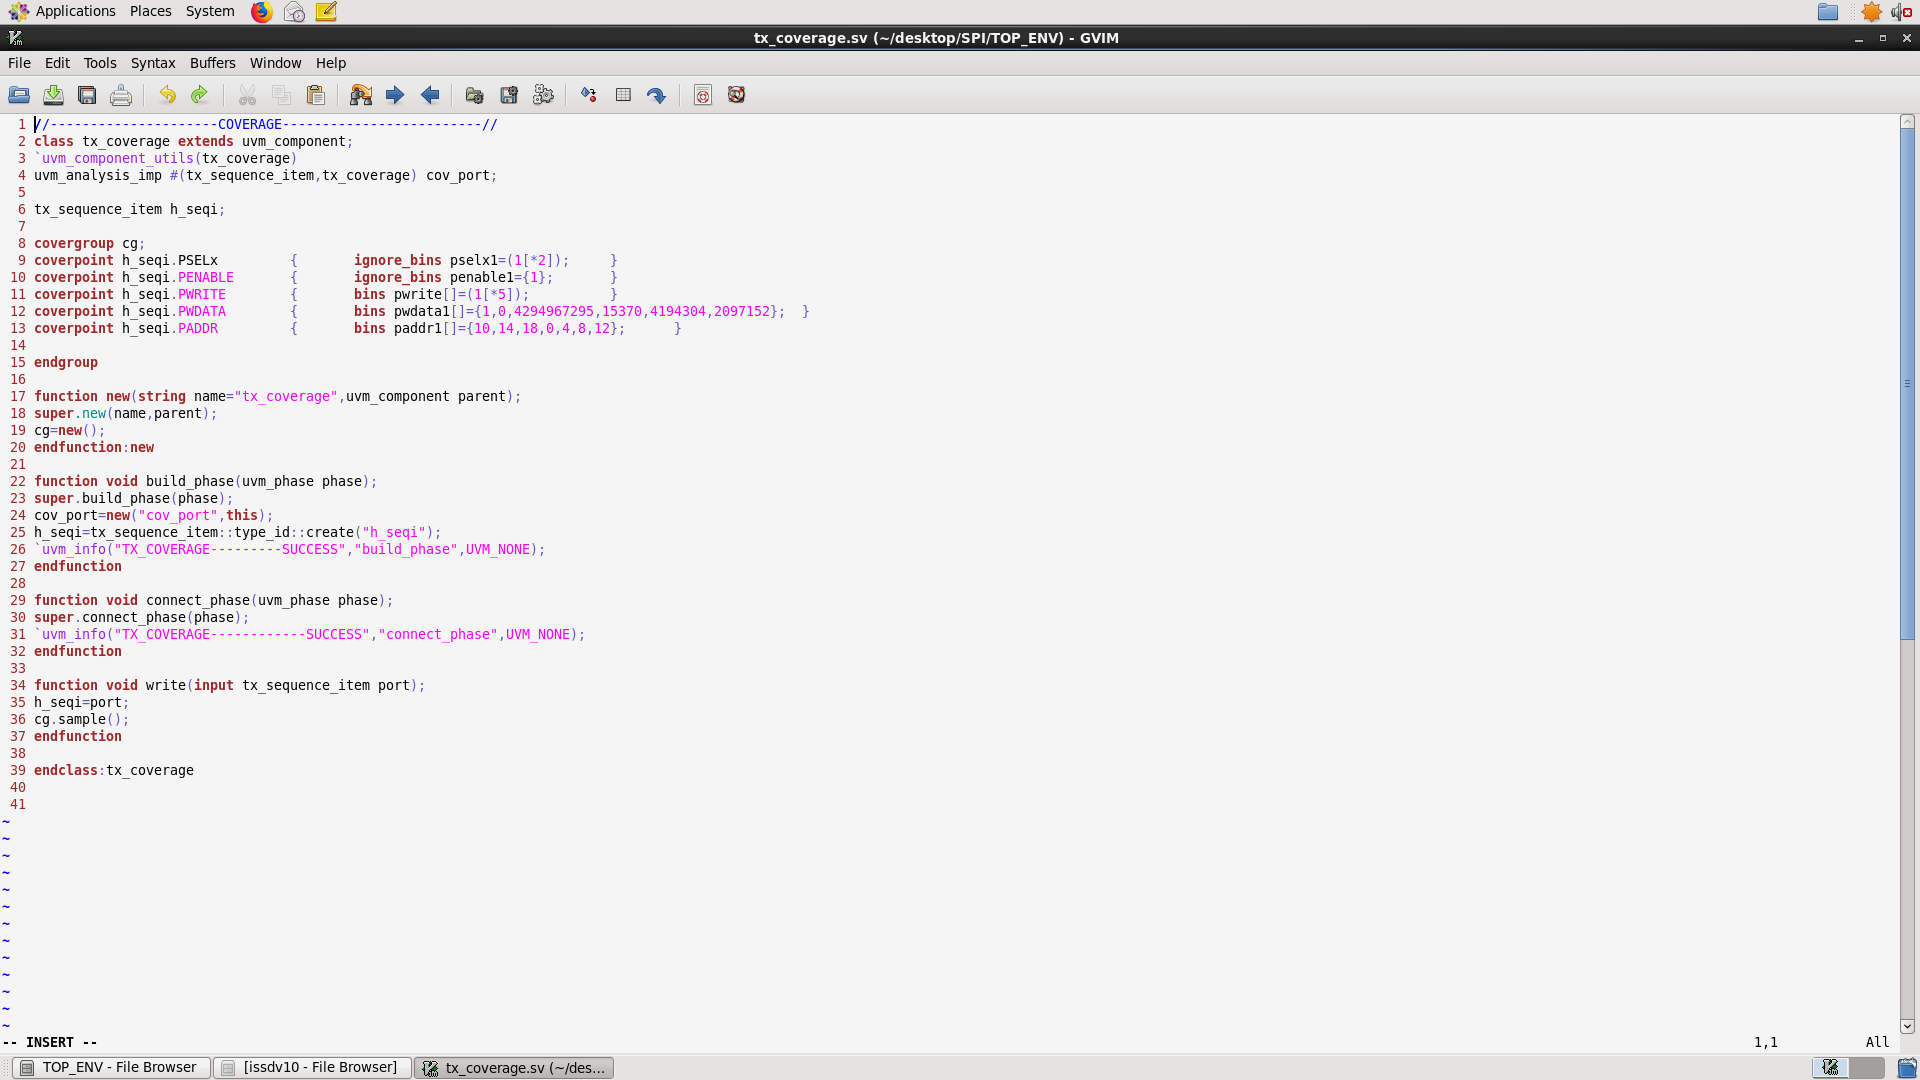 Applications Places System
tx_coverage.sv (~/desktop/SPI/TOP_ENV) - GVIM
File Edit Tools Syntax Buffers Window Help
1 //---------------------COVERAGE-------------------------//
2 class tx_coverage extends uvm_component;
3 `uvm_component_utils(tx_coverage)
4 uvm_analysis_imp #(tx_sequence_item,tx_coverage) cov_port;
5
6 tx_sequence_item h_seqi;
7
8 covergroup cg;
9 coverpoint h_seqi.PSELx { ignore_bins pselx1=(1[*2]); }
10 coverpoint h_seqi.PENABLE { ignore_bins penable1={1}; }
11 coverpoint h_seqi.PWRITE { bins pwrite[]=(1[*5]); }
12 coverpoint h_seqi.PWDATA { bins pwdata1[]={1,0,4294967295,15370,4194304,2097152}; }
13 coverpoint h_seqi.PADDR { bins paddr1[]={10,14,18,0,4,8,12}; }
14
15 endgroup
16
17 function new(string name="tx_coverage",uvm_component parent);
18 super.new(name,parent);
19 cg=new();
20 endfunction:new
21
22 function void build_phase(uvm_phase phase);
23 super.build_phase(phase);
24 cov_port=new("cov_port",this);
25 h_seqi=tx_sequence_item::type_id::create("h_seqi");
26 `uvm_info("TX_COVERAGE---------SUCCESS","build_phase",UVM_NONE);
27 endfunction
28
29 function void connect_phase(uvm_phase phase);
30 super.connect_phase(phase);
31 `uvm_info("TX_COVERAGE------------SUCCESS","connect_phase",UVM_NONE);
32 endfunction
33
34 function void write(input tx_sequence_item port);
35 h_seqi=port;
36 cg.sample();
37 endfunction
38
39 endclass:tx_coverage
40
41
~
~
~
~
~
~
~
~
~
~
~
~
~
-- INSERT -- 1,1 All
TOP_ENV - File Browser [issdv10 - File Browser] tx_coverage.sv (~/des...